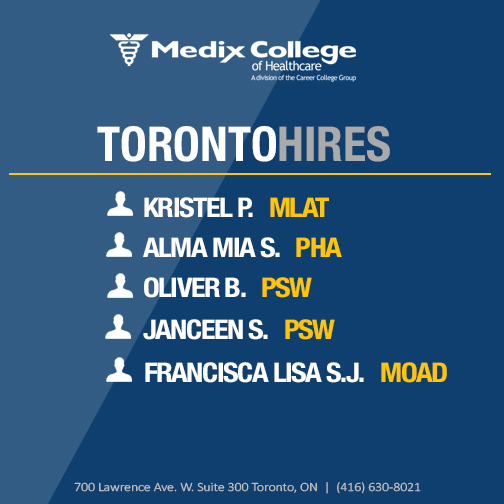 Medix College
of Healthcare
A division of the Career College Group
TORONTOHIRES
KRISTEL P. MLAT
ALMA MIA S. PHA
OLIVER B. PSW
JANCEEN S. PSW
FRANCISCA LISA S.J. MOAD
700 Lawrence Ave. W. Suite 300 Toronto, ON | (416) 630-8021